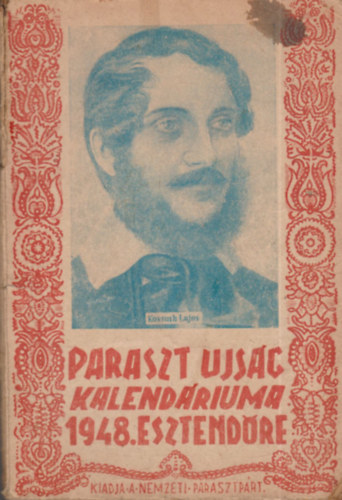 Kossuth Lajos
PARASZT UJSÁG
KALENDÁRIUMA
1948. ESZTENDŐRE
KIADJA·A·NEMZETI·PARASZTPÁRT